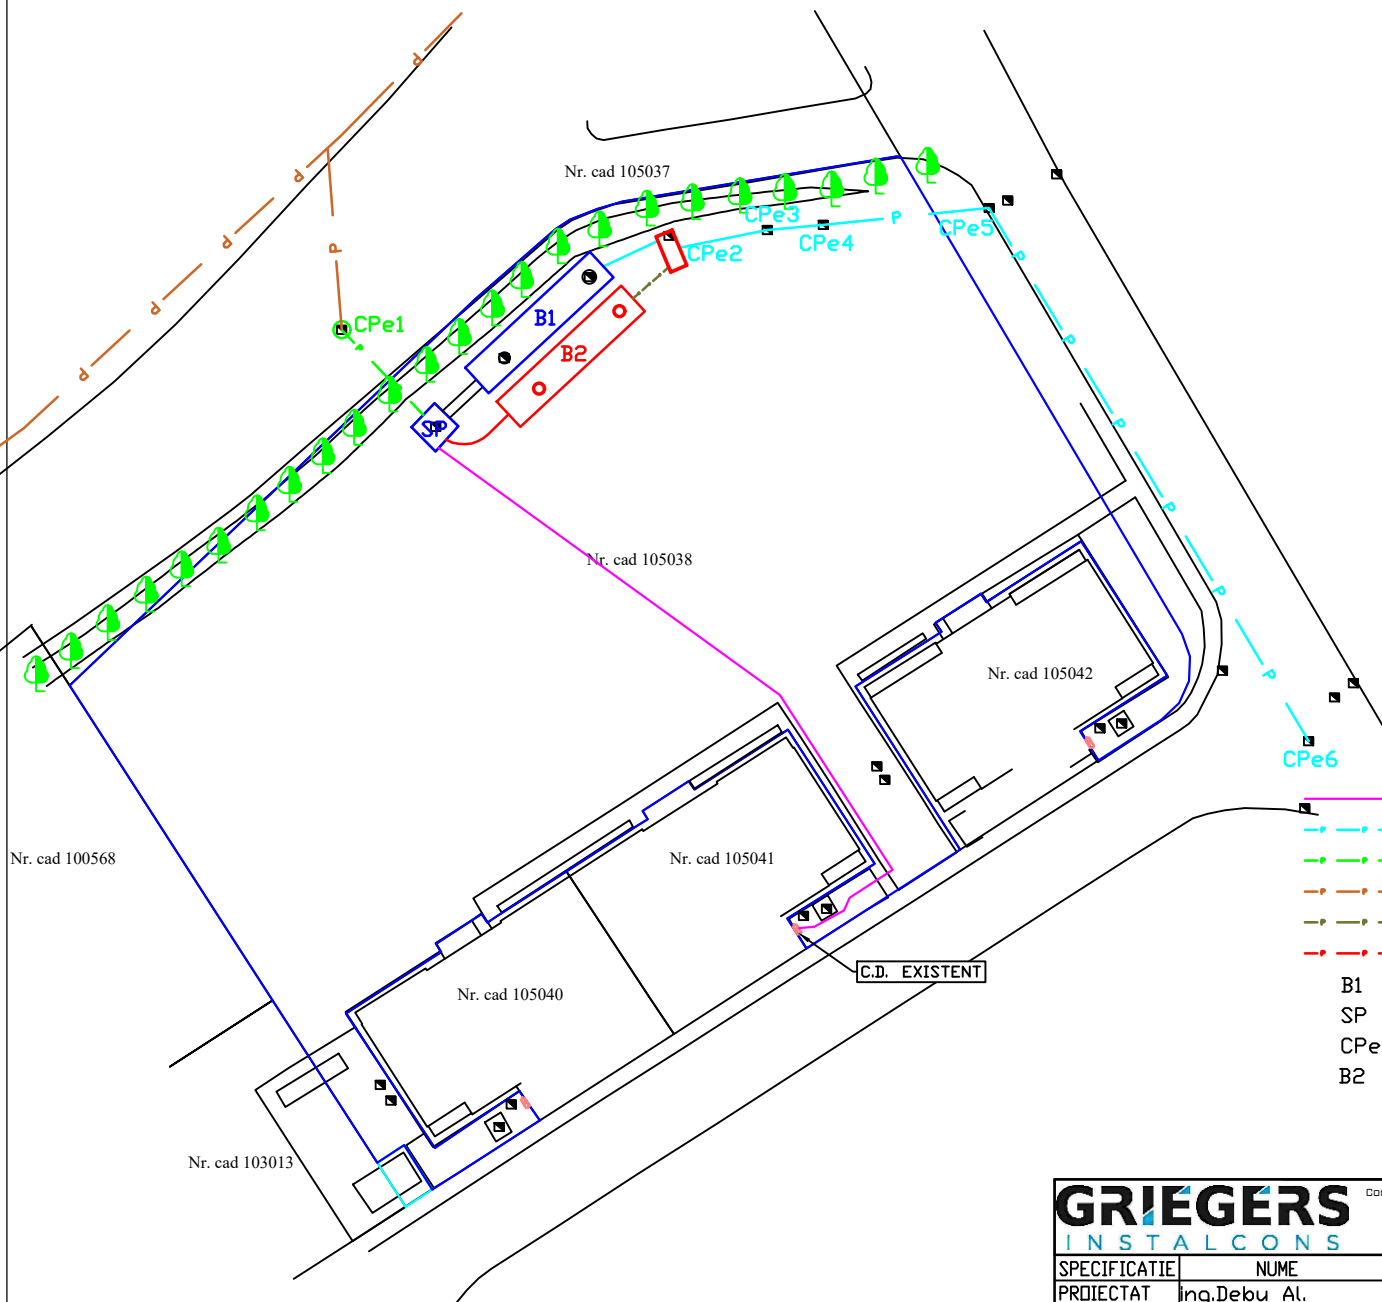 P
P
P
P
P
P
P
Nr. cad 105037
CPe3
CPe4
P
CPe5
CPe2
P
CPe1
P
B1
B2
P
SP
P
P
Nr. cad 105038
P
P
Nr. cad 105042
CPe6
Nr. cad 100568
Nr. cad 105041
P P
P P
P P
P P
P P
C.D. EXISTENT
Nr. cad 105040
B1
SP
CPe
B2
Nr. cad 103013
GRIEGERS
INSTALCONS
SPECIFICATIE NUME
PROIECTAT ing.Debu Al.